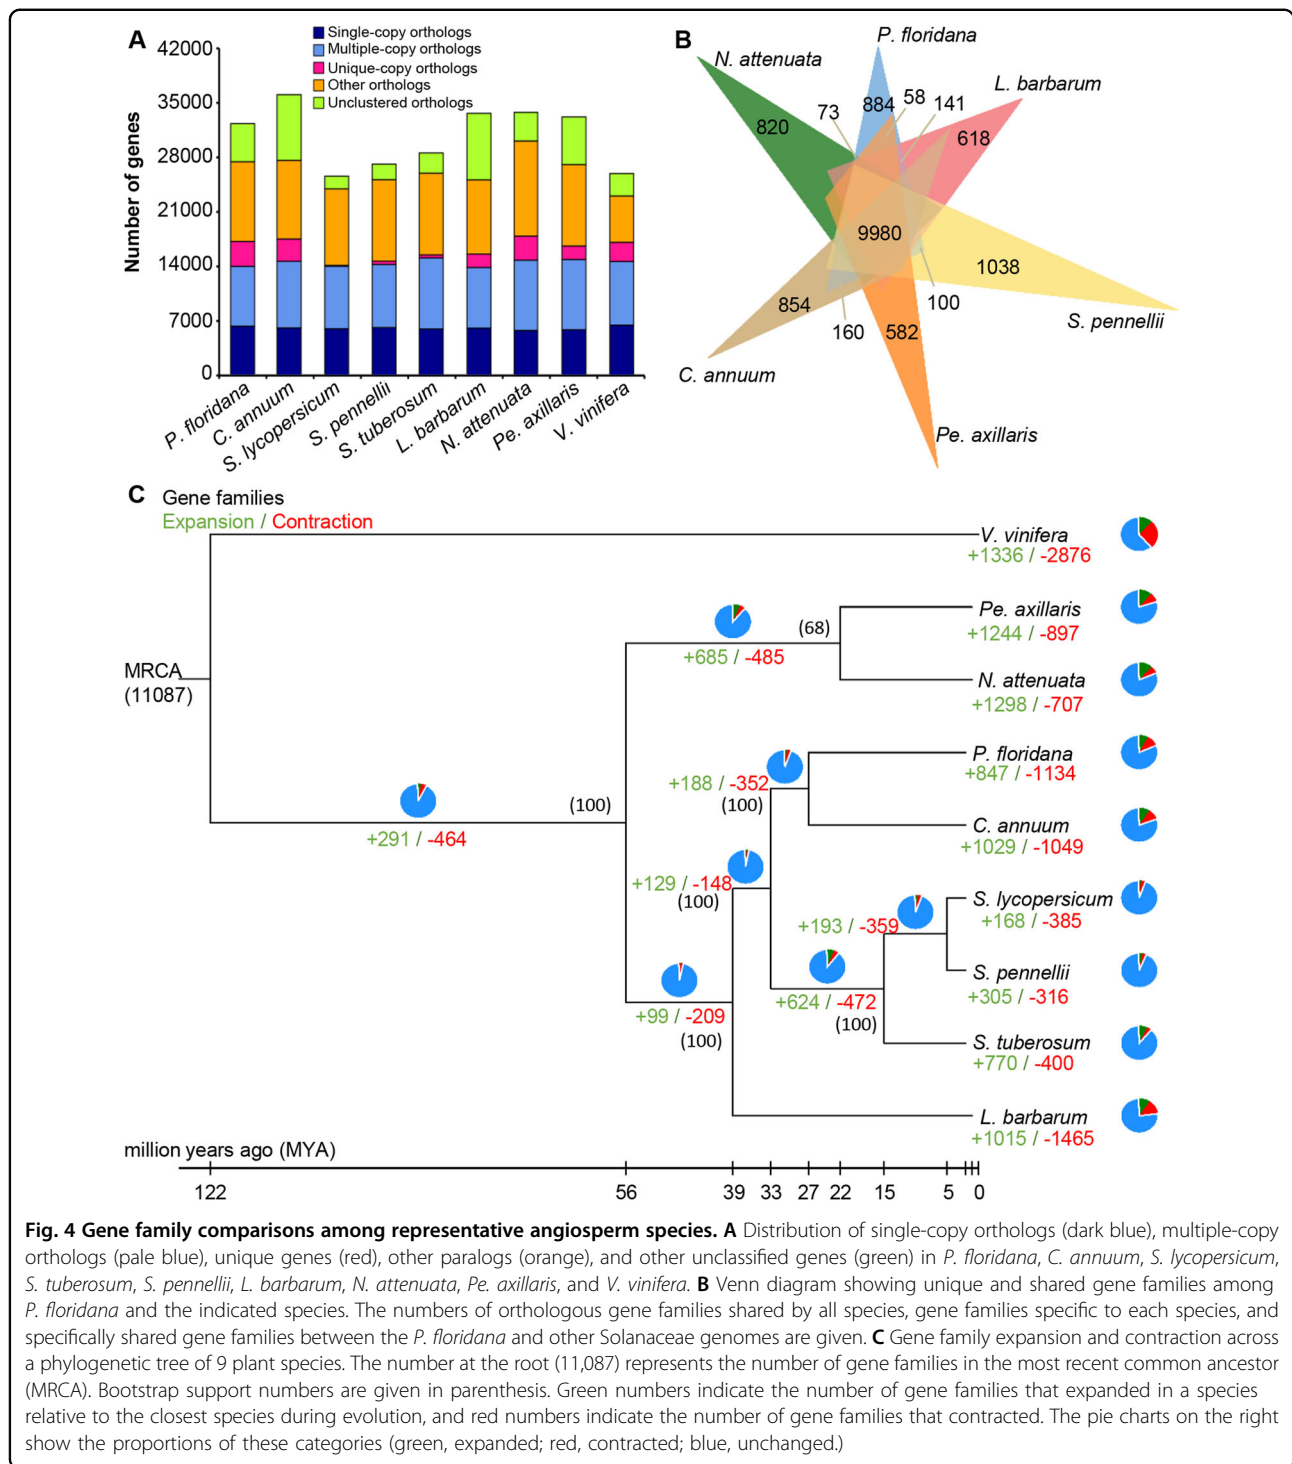 A
Number of genes
42000
35000
28000
21000
14000
7000
0
Single-copy orthologs
Multiple-copy orthologs
Unique-copy orthologs
Other orthologs
Unclustered orthologs
P. floridana
C. annuum
S. lycopersicum
S. pennellii
S. tuberosum
L. barbarum
N. attenuata
Pe. axillaris
V. vinifera
B
P. floridana
N. attenuata
L. barbarum
73
884
58
141
820
618
9980
1038
100
854
160
582
S. pennellii
C. annuum
Pe. axillaris
C Gene families
Expansion / Contraction
V. vinifera
+1336 / -2876
Pe. axillaris
+1244 / -897
(68)
+685 / -485
MRCA
(11087)
N. attenuata
+1298 / -707
P. floridana
+847 / -1134
+188 / -352
(100)
(100)
+291 / -464
C. annuum
+1029 / -1049
+129 / -148
(100)
S. lycopersicum
+168 / -385
+193 / -359
S. pennellii
+305 / -316
+624 / -472
(100)
+99 / -209
(100)
S. tuberosum
+770 / -400
L. barbarum
+1015 / -1465
million years ago (MYA)
122 56 39 33 27 22 15 5 0
Fig. 4 Gene family comparisons among representative angiosperm species. A Distribution of single-copy orthologs (dark blue), multiple-copy
orthologs (pale blue), unique genes (red), other paralogs (orange), and other unclassified genes (green) in P. floridana, C. annuum, S. lycopersicum,
S. tuberosum, S. pennellii, L. barbarum, N. attenuata, Pe. axillaris, and V. vinifera. B Venn diagram showing unique and shared gene families among
P. floridana and the indicated species. The numbers of orthologous gene families shared by all species, gene families specific to each species, and
specifically shared gene families between the P. floridana and other Solanaceae genomes are given. C Gene family expansion and contraction across
a phylogenetic tree of 9 plant species. The number at the root (11,087) represents the number of gene families in the most recent common ancestor
(MRCA). Bootstrap support numbers are given in parenthesis. Green numbers indicate the number of gene families that expanded in a species
relative to the closest species during evolution, and red numbers indicate the number of gene families that contracted. The pie charts on the right
show the proportions of these categories (green, expanded; red, contracted; blue, unchanged.)